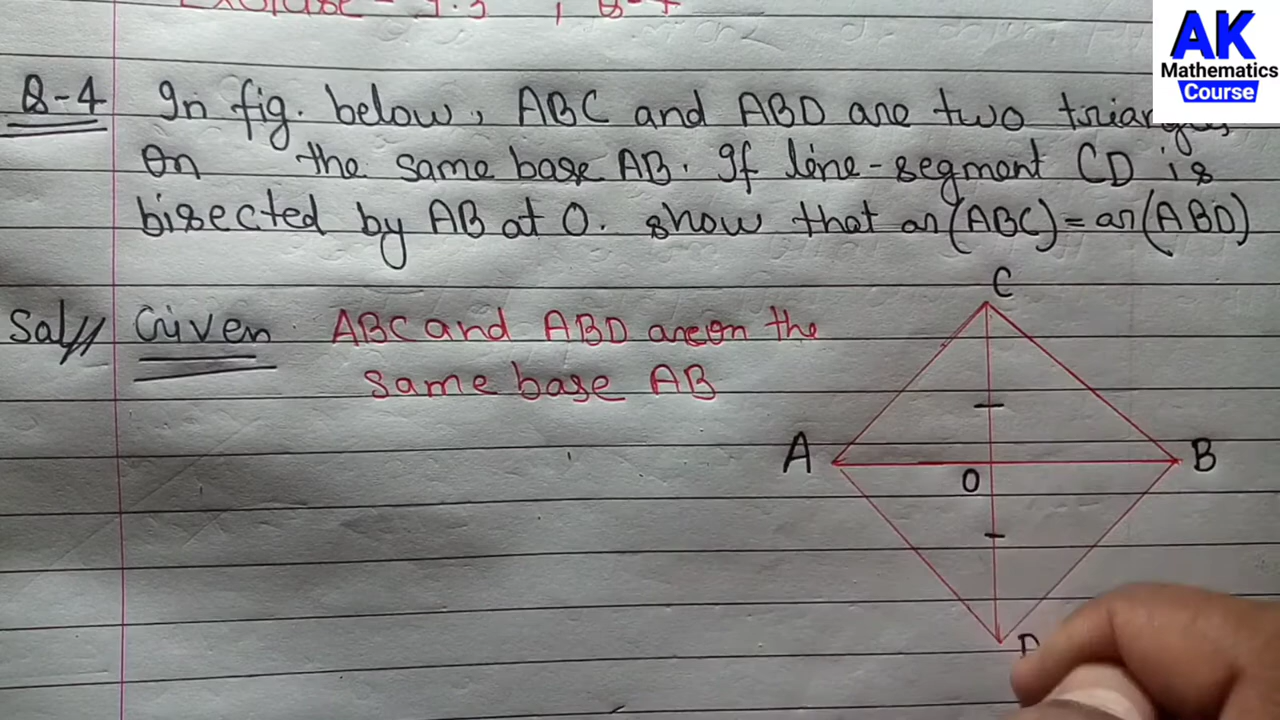 AK
Mathematics
Course
Q-4 In fig. below, ABC and ABD are two triangles
on the same base AB. If line-segment CD is
bisected by AB at O. show that ar(ABC)=ar(ABD)
Sol Given ABC and ABD are on the
same base AB
C
A
B
O
D